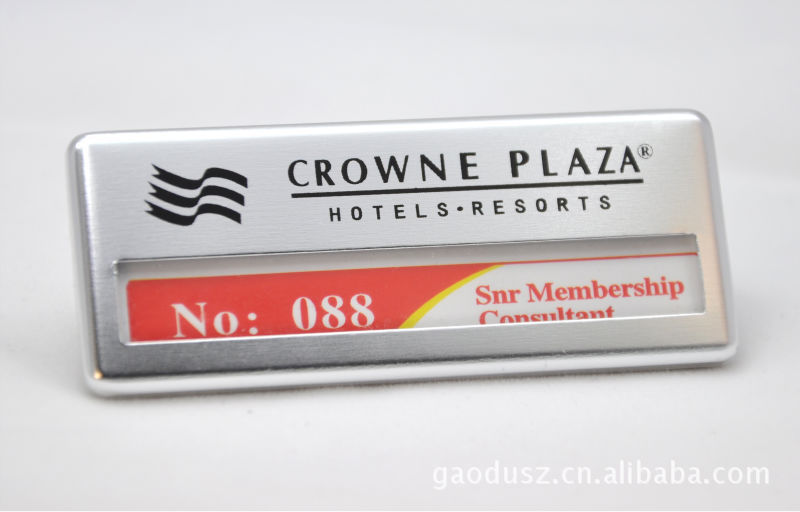 CROWNE PLAZA®
HOTELS·RESORTS
No: 088
Snr Membership
Consultant
gaodusz.cn.alibaba.com